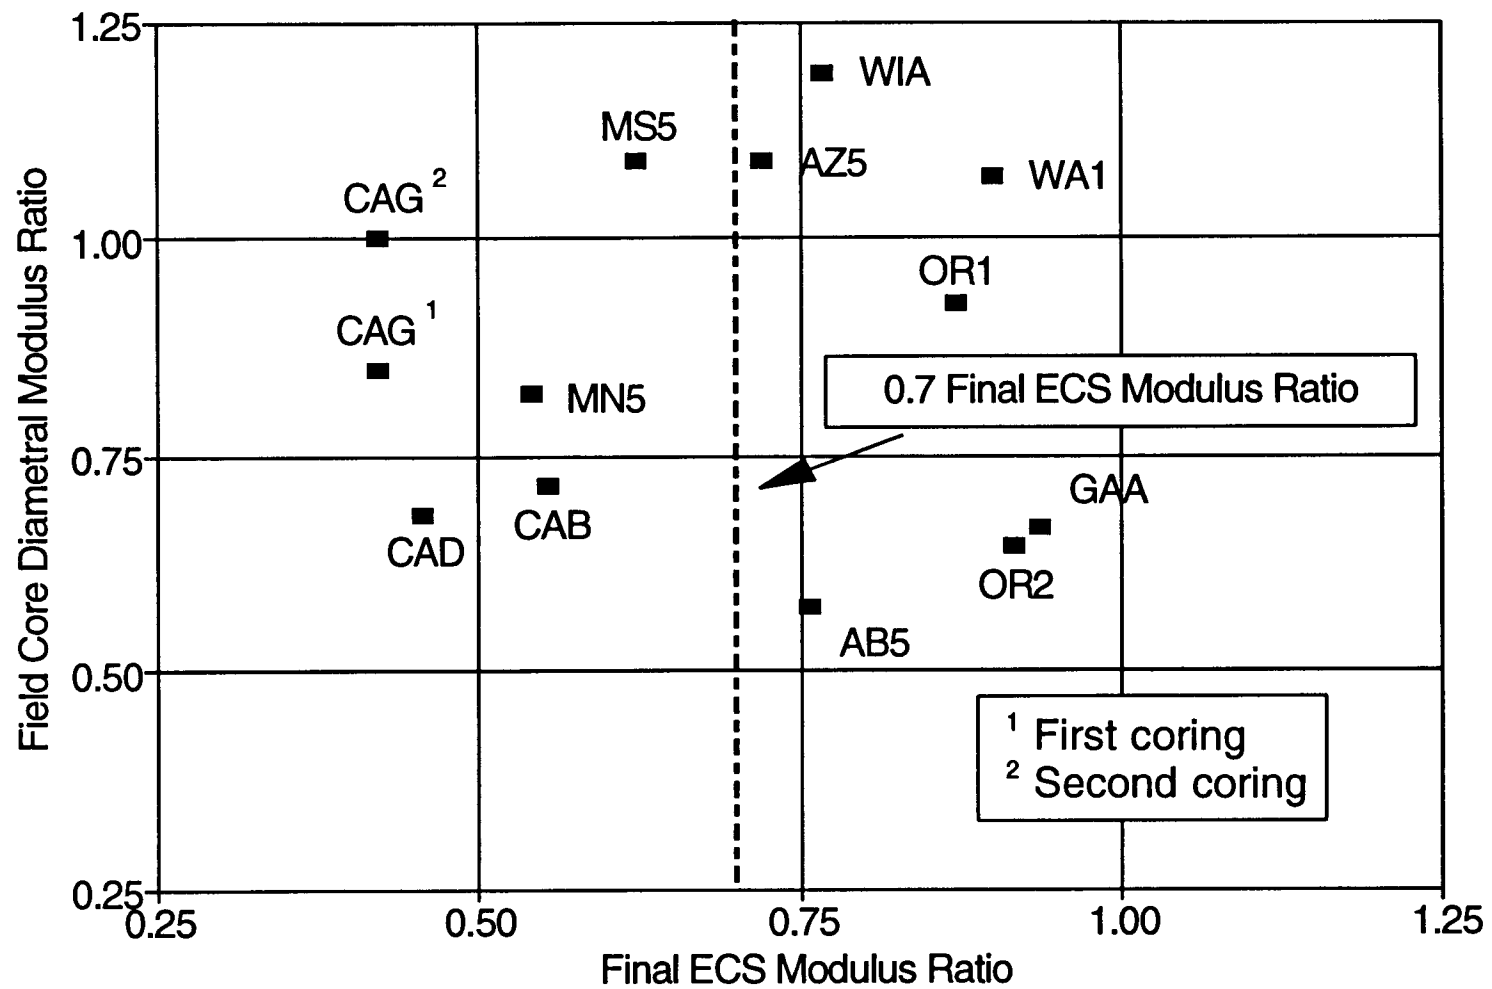 1.25
WIA
MS5
AZ5
WA1
CAG 2
1.00
OR1
CAG 1
0.7 Final ECS Modulus Ratio
MN5
0.75
GAA
CAB
CAD
OR2
AB5
0.50
1 First coring
2 Second coring
0.25
0.25 0.50 0.75 1.00 1.25
Final ECS Modulus Ratio
Field Core Diametral Modulus Ratio